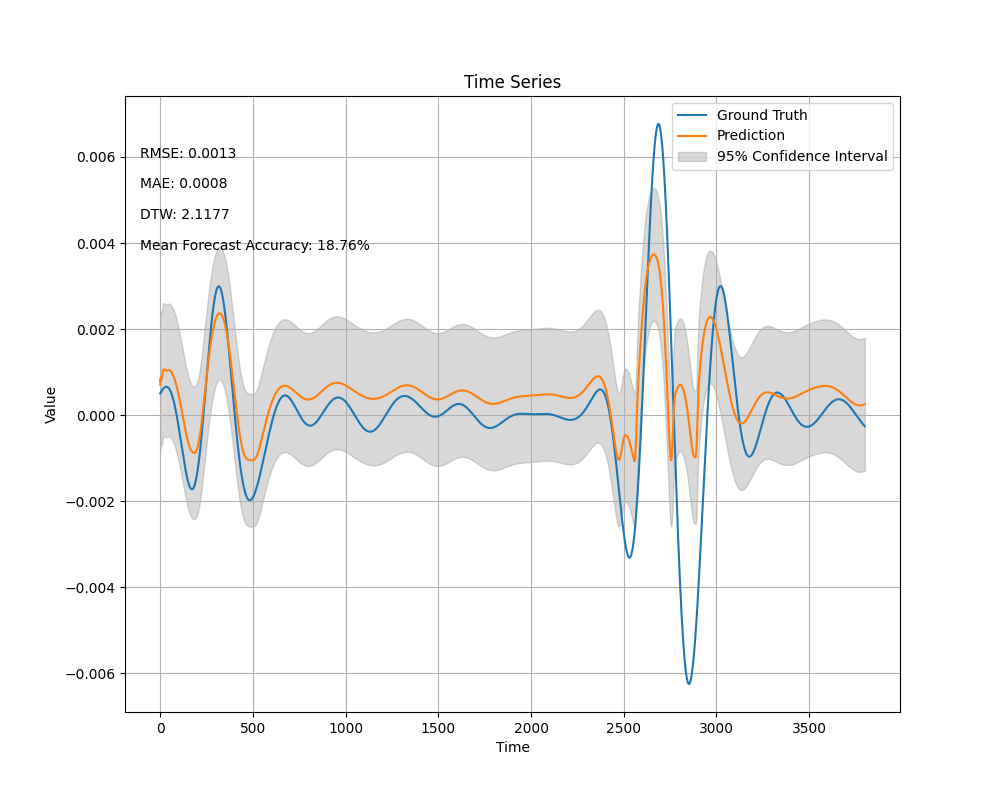 Time Series
Ground Truth
Prediction
95% Confidence Interval
RMSE: 0.0013
MAE: 0.0008
DTW: 2.1177
Mean Forecast Accuracy: 18.76%
Value
0.006
0.004
0.002
0.000
−0.002
−0.004
−0.006
0 500 1000 1500 2000 2500 3000 3500
Time